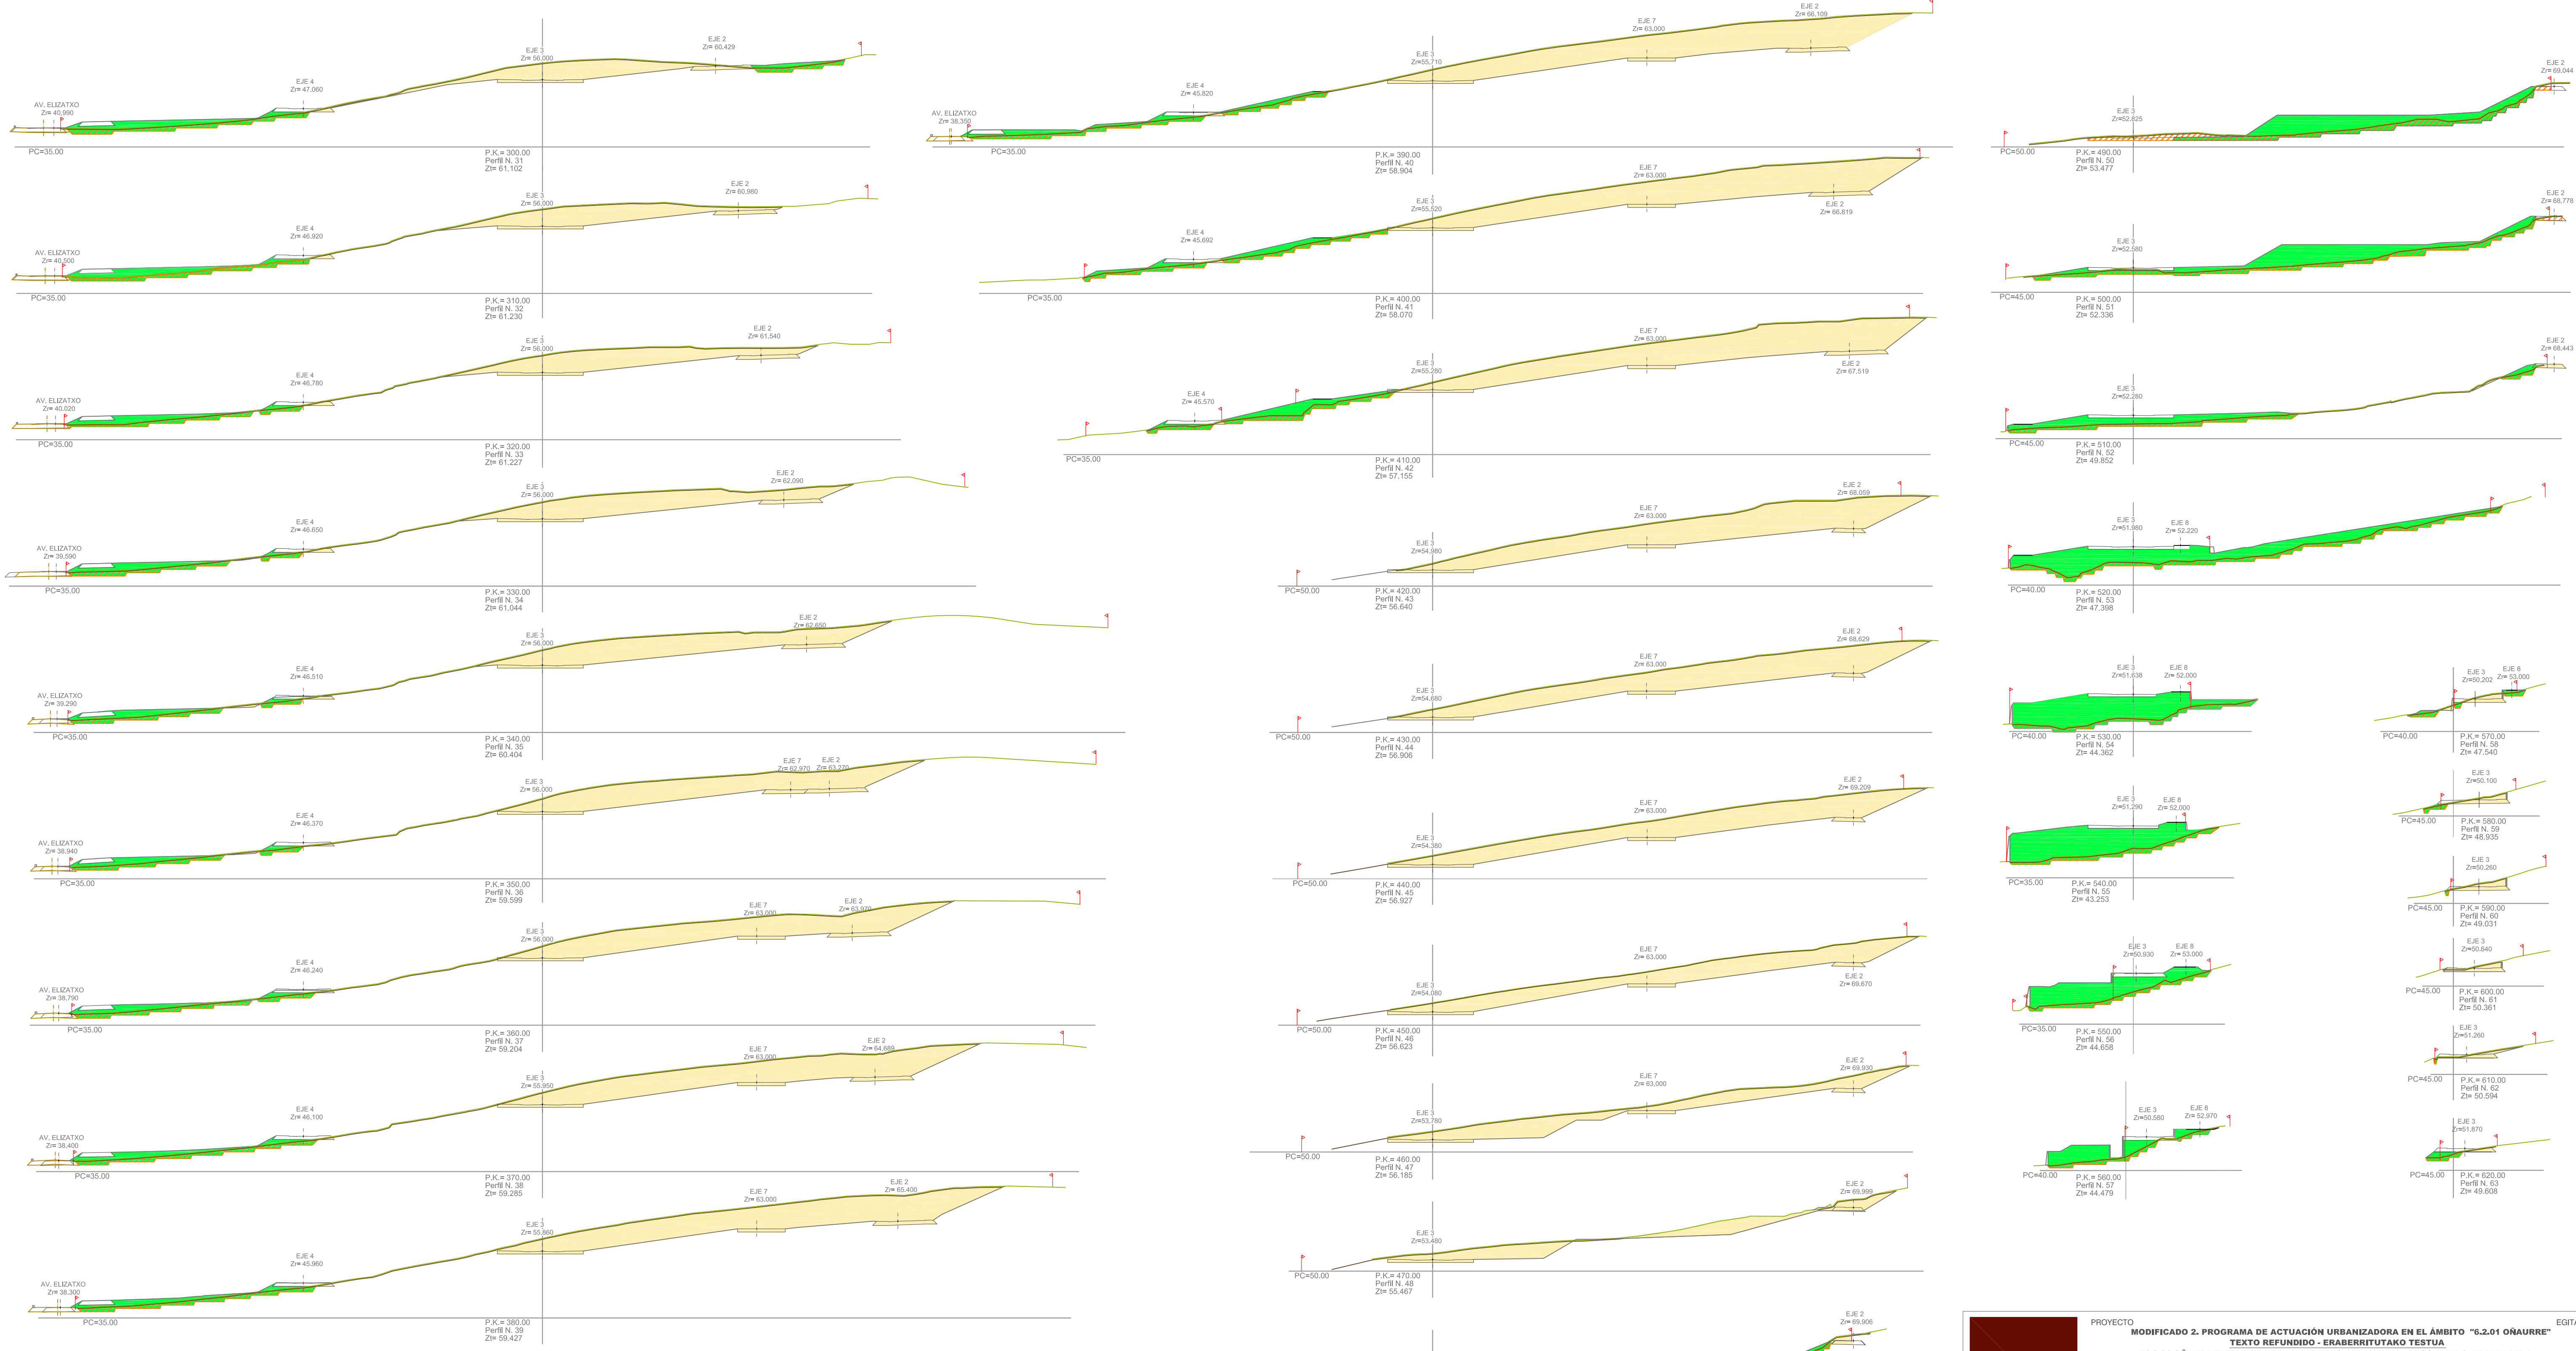 EJE 3
Zr= 56,000
EJE 2
Zr= 60,429
EJE 4
Zr= 47,060
AV. ELIZATXO
Zr= 40,990
PC=35.00
P.K.= 300.00
Perfil N. 31
Zt= 61.102
EJE 2
Zr= 60,980
EJE 3
Zr= 56,000
EJE 4
Zr= 46,920
AV. ELIZATXO
Zr= 40,500
PC=35.00
P.K.= 310.00
Perfil N. 32
Zt= 61.230
EJE 2
Zr= 61,540
EJE 3
Zr= 56,000
EJE 4
Zr= 46,780
AV. ELIZATXO
Zr= 40,020
PC=35.00
P.K.= 320.00
Perfil N. 33
Zt= 61.227
EJE 2
Zr= 62,090
EJE 3
Zr= 56,000
EJE 4
Zr= 46,650
AV. ELIZATXO
Zr= 39,590
PC=35.00
P.K.= 330.00
Perfil N. 34
Zt= 61.044
EJE 2
Zr= 62,650
EJE 3
Zr= 56,000
EJE 4
Zr= 46,510
AV. ELIZATXO
Zr= 39,290
PC=35.00
P.K.= 340.00
Perfil N. 35
Zt= 60.404
EJE 7
Zr= 62,970
EJE 2
Zr= 63,270
EJE 3
Zr= 56,000
EJE 4
Zr= 46,370
AV. ELIZATXO
Zr= 38,940
PC=35.00
P.K.= 350.00
Perfil N. 36
Zt= 59.599
EJE 7
Zr= 63,000
EJE 2
Zr= 63,970
EJE 3
Zr= 56,000
EJE 4
Zr= 46,240
AV. ELIZATXO
Zr= 38,790
PC=35.00
P.K.= 360.00
Perfil N. 37
Zt= 59.204
EJE 7
Zr= 63,000
EJE 2
Zr= 64,689
EJE 3
Zr= 55,950
EJE 4
Zr= 46,100
AV. ELIZATXO
Zr= 38,400
PC=35.00
P.K.= 370.00
Perfil N. 38
Zt= 59.285
EJE 7
Zr= 63,000
EJE 2
Zr= 65,400
EJE 3
Zr= 55,860
EJE 4
Zr= 45,960
AV. ELIZATXO
Zr= 38,300
PC=35.00
P.K.= 380.00
Perfil N. 39
Zt= 59.427
EJE 2
Zr= 66,109
EJE 7
Zr= 63,000
EJE 3
Zr=55,710
EJE 4
Zr= 45,820
AV. ELIZATXO
Zr= 38,350
PC=35.00
P.K.= 390.00
Perfil N. 40
Zt= 58.904
EJE 7
Zr= 63,000
EJE 3
Zr=55,520
EJE 2
Zr= 66,819
EJE 4
Zr= 45,692
PC=35.00
P.K.= 400.00
Perfil N. 41
Zt= 58.070
EJE 7
Zr= 63,000
EJE 3
Zr=55,280
EJE 2
Zr= 67,519
EJE 4
Zr= 45,570
PC=35.00
P.K.= 410.00
Perfil N. 42
Zt= 57.155
EJE 2
Zr= 68,059
EJE 7
Zr= 63,000
EJE 3
Zr=54,980
PC=50.00
P.K.= 420.00
Perfil N. 43
Zt= 56.640
EJE 2
Zr= 68,629
EJE 7
Zr= 63,000
EJE 3
Zr=54,680
PC=50.00
P.K.= 430.00
Perfil N. 44
Zt= 56.906
EJE 2
Zr= 69,209
EJE 7
Zr= 63,000
EJE 3
Zr=54,380
PC=50.00
P.K.= 440.00
Perfil N. 45
Zt= 56.927
EJE 7
Zr= 63,000
EJE 2
Zr= 69,670
EJE 3
Zr=54,080
PC=50.00
P.K.= 450.00
Perfil N. 46
Zt= 56.623
EJE 2
Zr= 69,930
EJE 7
Zr= 63,000
EJE 3
Zr=53,780
PC=50.00
P.K.= 460.00
Perfil N. 47
Zt= 56.185
EJE 2
Zr= 69,999
EJE 3
Zr=53,480
PC=50.00
P.K.= 470.00
Perfil N. 48
Zt= 55.467
EJE 2
Zr= 69,906
EJE 2
Zr= 69,044
EJE 3
Zr=52,825
PC=50.00
P.K.= 490.00
Perfil N. 50
Zt= 53.477
EJE 2
Zr= 68,778
EJE 3
Zr=52,580
PC=45.00
P.K.= 500.00
Perfil N. 51
Zt= 52.336
EJE 2
Zr= 68,443
EJE 3
Zr=52,280
PC=45.00
P.K.= 510.00
Perfil N. 52
Zt= 49.852
EJE 3
Zr=51,980
EJE 8
Zr= 52,220
PC=40.00
P.K.= 520.00
Perfil N. 53
Zt= 47.398
EJE 3
Zr=51,638
EJE 8
Zr= 52,000
PC=40.00
P.K.= 530.00
Perfil N. 54
Zt= 44.362
EJE 3
Zr=51,290
EJE 8
Zr= 52,000
PC=35.00
P.K.= 540.00
Perfil N. 55
Zt= 43.253
EJE 3
Zr=50,930
EJE 8
Zr= 53,000
PC=35.00
P.K.= 550.00
Perfil N. 56
Zt= 44.658
EJE 3
Zr=50,580
EJE 8
Zr= 52,970
PC=40.00
P.K.= 560.00
Perfil N. 57
Zt= 44.479
EJE 3
Zr=50,202
EJE 8
Zr= 53,000
PC=40.00
P.K.= 570.00
Perfil N. 58
Zt= 47.540
EJE 3
Zr=50,100
PC=45.00
P.K.= 580.00
Perfil N. 59
Zt= 48.935
EJE 3
Zr=50,260
PC=45.00
P.K.= 590.00
Perfil N. 60
Zt= 49.031
EJE 3
Zr=50,640
PC=45.00
P.K.= 600.00
Perfil N. 61
Zt= 50.361
EJE 3
Zr=51,260
PC=45.00
P.K.= 610.00
Perfil N. 62
Zt= 50.594
EJE 3
Zr=51,870
PC=45.00
P.K.= 620.00
Perfil N. 63
Zt= 49.608
PROYECTO
MODIFICADO 2. PROGRAMA DE ACTUACIÓN URBANIZADORA EN EL ÁMBITO "6.2.01 OÑAURRE"
TEXTO REFUNDIDO - ERABERRITUTAKO TESTUA